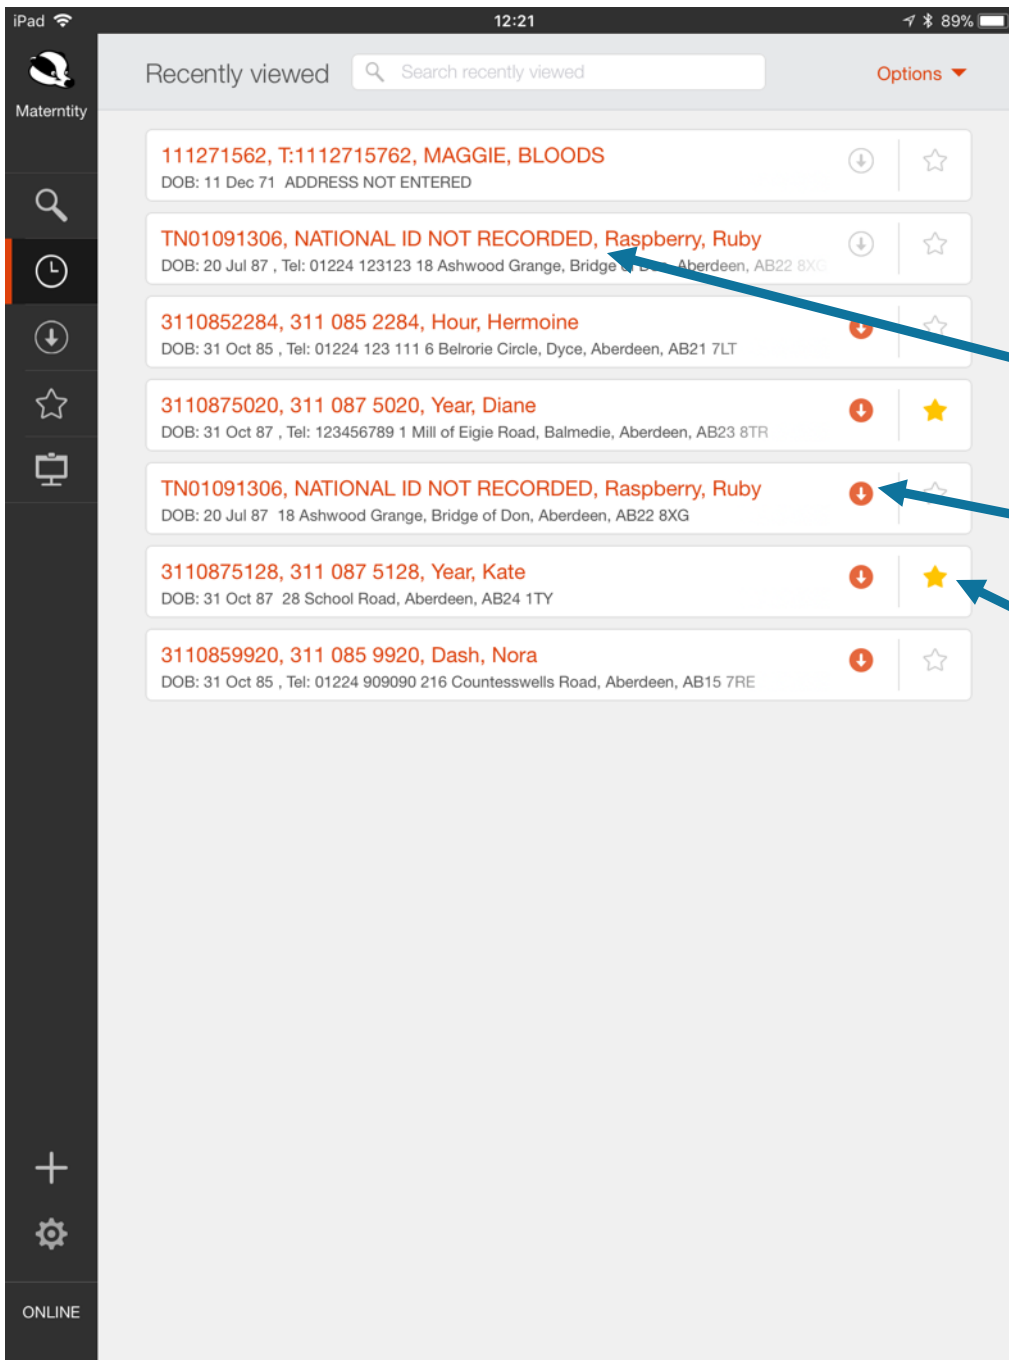 iPad 12:21 89%
Materntity
Recently viewed Search recently viewed Options
111271562, T:1112715762, MAGGIE, BLOODS
DOB: 11 Dec 71 ADDRESS NOT ENTERED
TN01091306, NATIONAL ID NOT RECORDED, Raspberry, Ruby
DOB: 20 Jul 87 , Tel: 01224 123123 18 Ashwood Grange, Bridge of Don, Aberdeen, AB22 8XG
3110852284, 311 085 2284, Hour, Hermoine
DOB: 31 Oct 85 , Tel: 01224 123 111 6 Belrorie Circle, Dyce, Aberdeen, AB21 7LT
3110875020, 311 087 5020, Year, Diane
DOB: 31 Oct 87 , Tel: 123456789 1 Mill of Eigie Road, Balmedie, Aberdeen, AB23 8TR
TN01091306, NATIONAL ID NOT RECORDED, Raspberry, Ruby
DOB: 20 Jul 87 18 Ashwood Grange, Bridge of Don, Aberdeen, AB22 8XG
3110875128, 311 087 5128, Year, Kate
DOB: 31 Oct 87 28 School Road, Aberdeen, AB24 1TY
3110859920, 311 085 9920, Dash, Nora
DOB: 31 Oct 85 , Tel: 01224 909090 216 Countesswells Road, Aberdeen, AB15 7RE
ONLINE